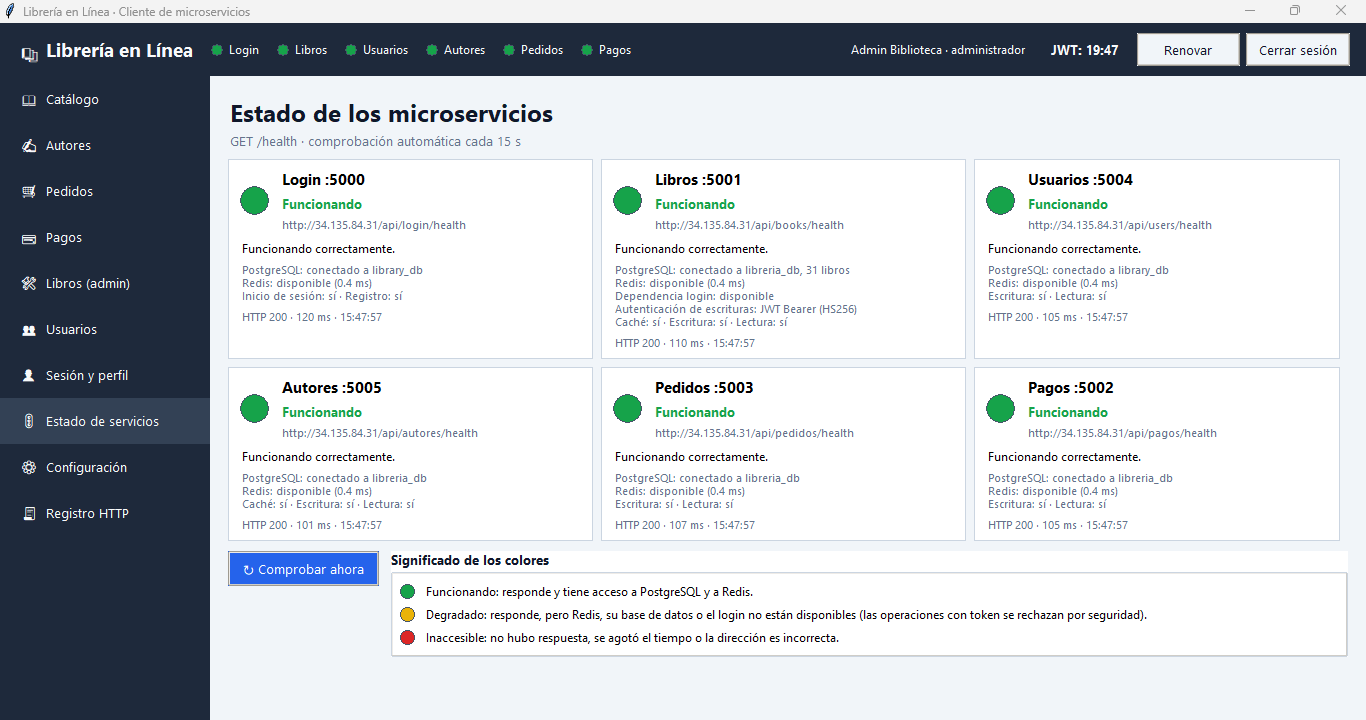 Librería en Línea · Cliente de microservicios
Librería en Línea
Login
Libros
Usuarios
Autores
Pedidos
Pagos
Admin Biblioteca · administrador
JWT: 19:47
Renovar
Cerrar sesión
Catálogo
Autores
Pedidos
Pagos
Libros (admin)
Usuarios
Sesión y perfil
Estado de servicios
Configuración
Registro HTTP
Estado de los microservicios
GET /health · comprobación automática cada 15 s
Login :5000
Funcionando
http://34.135.84.31/api/login/health
Funcionando correctamente.
PostgreSQL: conectado a library_db
Redis: disponible (0.4 ms)
Inicio de sesión: sí · Registro: sí
HTTP 200 · 120 ms · 15:47:57
Libros :5001
Funcionando
http://34.135.84.31/api/books/health
Funcionando correctamente.
PostgreSQL: conectado a libreria_db, 31 libros
Redis: disponible (0.4 ms)
Dependencia login: disponible
Autenticación de escrituras: JWT Bearer (HS256)
Caché: sí · Escritura: sí · Lectura: sí
HTTP 200 · 110 ms · 15:47:57
Usuarios :5004
Funcionando
http://34.135.84.31/api/users/health
Funcionando correctamente.
PostgreSQL: conectado a library_db
Redis: disponible (0.4 ms)
Escritura: sí · Lectura: sí
HTTP 200 · 105 ms · 15:47:57
Autores :5005
Funcionando
http://34.135.84.31/api/autores/health
Funcionando correctamente.
PostgreSQL: conectado a libreria_db
Redis: disponible (0.4 ms)
Caché: sí · Escritura: sí · Lectura: sí
HTTP 200 · 101 ms · 15:47:57
Pedidos :5003
Funcionando
http://34.135.84.31/api/pedidos/health
Funcionando correctamente.
PostgreSQL: conectado a libreria_db
Redis: disponible (0.4 ms)
Escritura: sí · Lectura: sí
HTTP 200 · 107 ms · 15:47:57
Pagos :5002
Funcionando
http://34.135.84.31/api/pagos/health
Funcionando correctamente.
PostgreSQL: conectado a libreria_db
Redis: disponible (0.4 ms)
Escritura: sí · Lectura: sí
HTTP 200 · 105 ms · 15:47:57
↻ Comprobar ahora
Significado de los colores
Funcionando: responde y tiene acceso a PostgreSQL y a Redis.
Degradado: responde, pero Redis, su base de datos o el login no están disponibles (las operaciones con token se rechazan por seguridad).
Inaccesible: no hubo respuesta, se agotó el tiempo o la dirección es incorrecta.